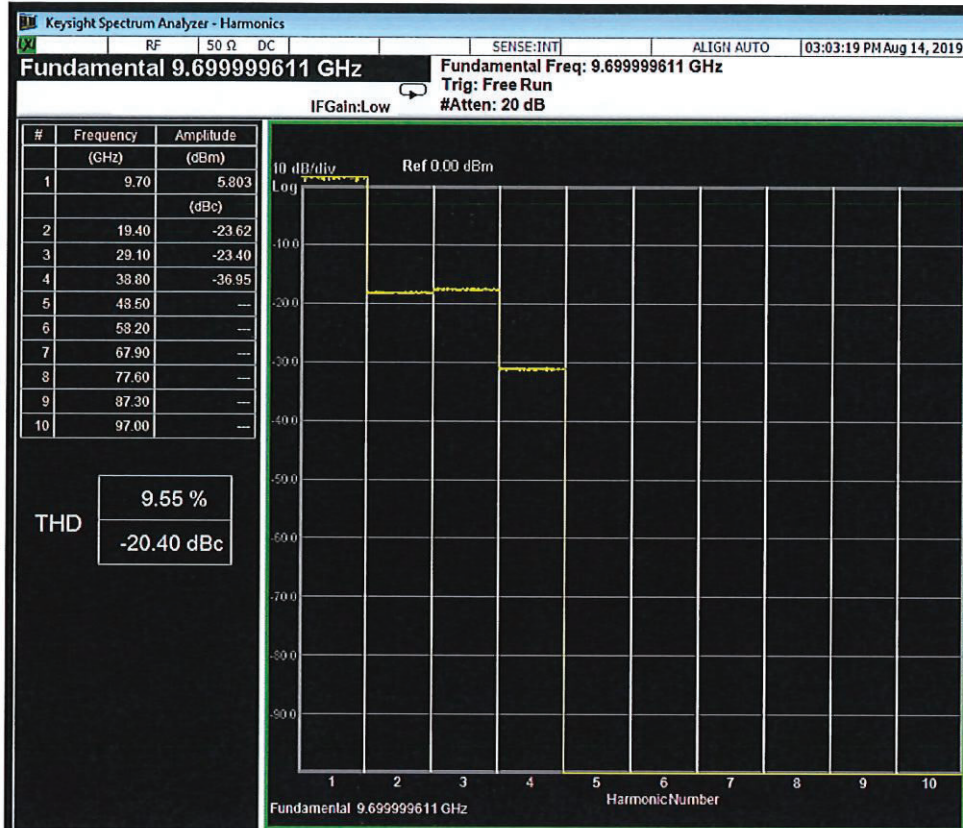 Keysight Spectrum Analyzer - Harmonics
RF 50 Ω DC SENSE:INT ALIGN AUTO 03:03:19 PM Aug 14, 2019
Fundamental 9.699999611 GHz
Fundamental Freq: 9.699999611 GHz
Trig: Free Run
IFGain:Low #Atten: 20 dB
# Frequency Amplitude
(GHz) (dBm)
1 9.70 5.803
(dBc)
2 19.40 -23.62
3 29.10 -23.40
4 38.80 -36.95
5 48.50 ---
6 58.20 ---
7 67.90 ---
8 77.60 ---
9 87.30 ---
10 97.00 ---
THD
9.55 %
-20.40 dBc
10 dB/div Ref 0.00 dBm
Log
-10.0
-20.0
-30.0
-40.0
-50.0
-60.0
-70.0
-80.0
-90.0
1 2 3 4 5 6 7 8 9 10
Harmonic Number
Fundamental 9.699999611 GHz